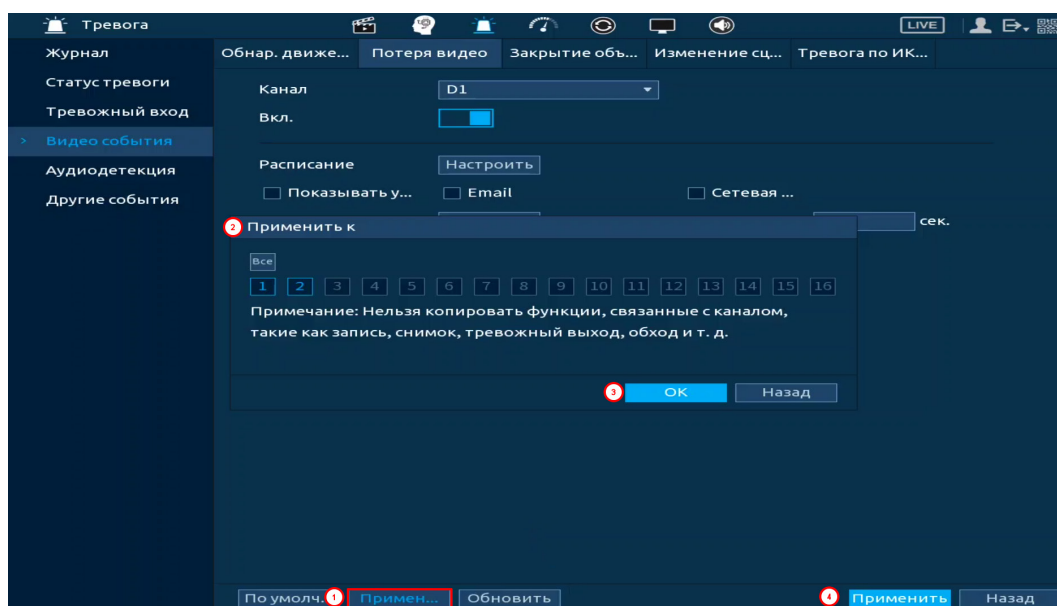 Тревога
LIVE
Журнал
Статус тревоги
Тревожный вход
> Видео события
Аудиодетекция
Другие события
Обнар. движе... Потеря видео Закрытие объ... Изменение сц... Тревога по ИК...
Канал D1
Вкл.
Расписание Настроить
Показывать у... Email Сетевая ...
сек.
2 Применить к
Все
1 2 3 4 5 6 7 8 9 10 11 12 13 14 15 16
Примечание: Нельзя копировать функции, связанные с каналом,
такие как запись, снимок, тревожный выход, обход и т. д.
3 OK Назад
По умолч. 1 Примен... Обновить 4 Применить Назад